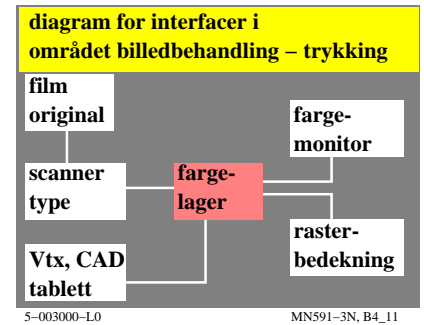 diagram for interfacer i
området billedbehandling – trykking
film
original
farge-
monitor
scanner
type
farge-
lager
raster-
bedekning
Vtx, CAD
tablett
5–003000–L0
MN591–3N, B4_11